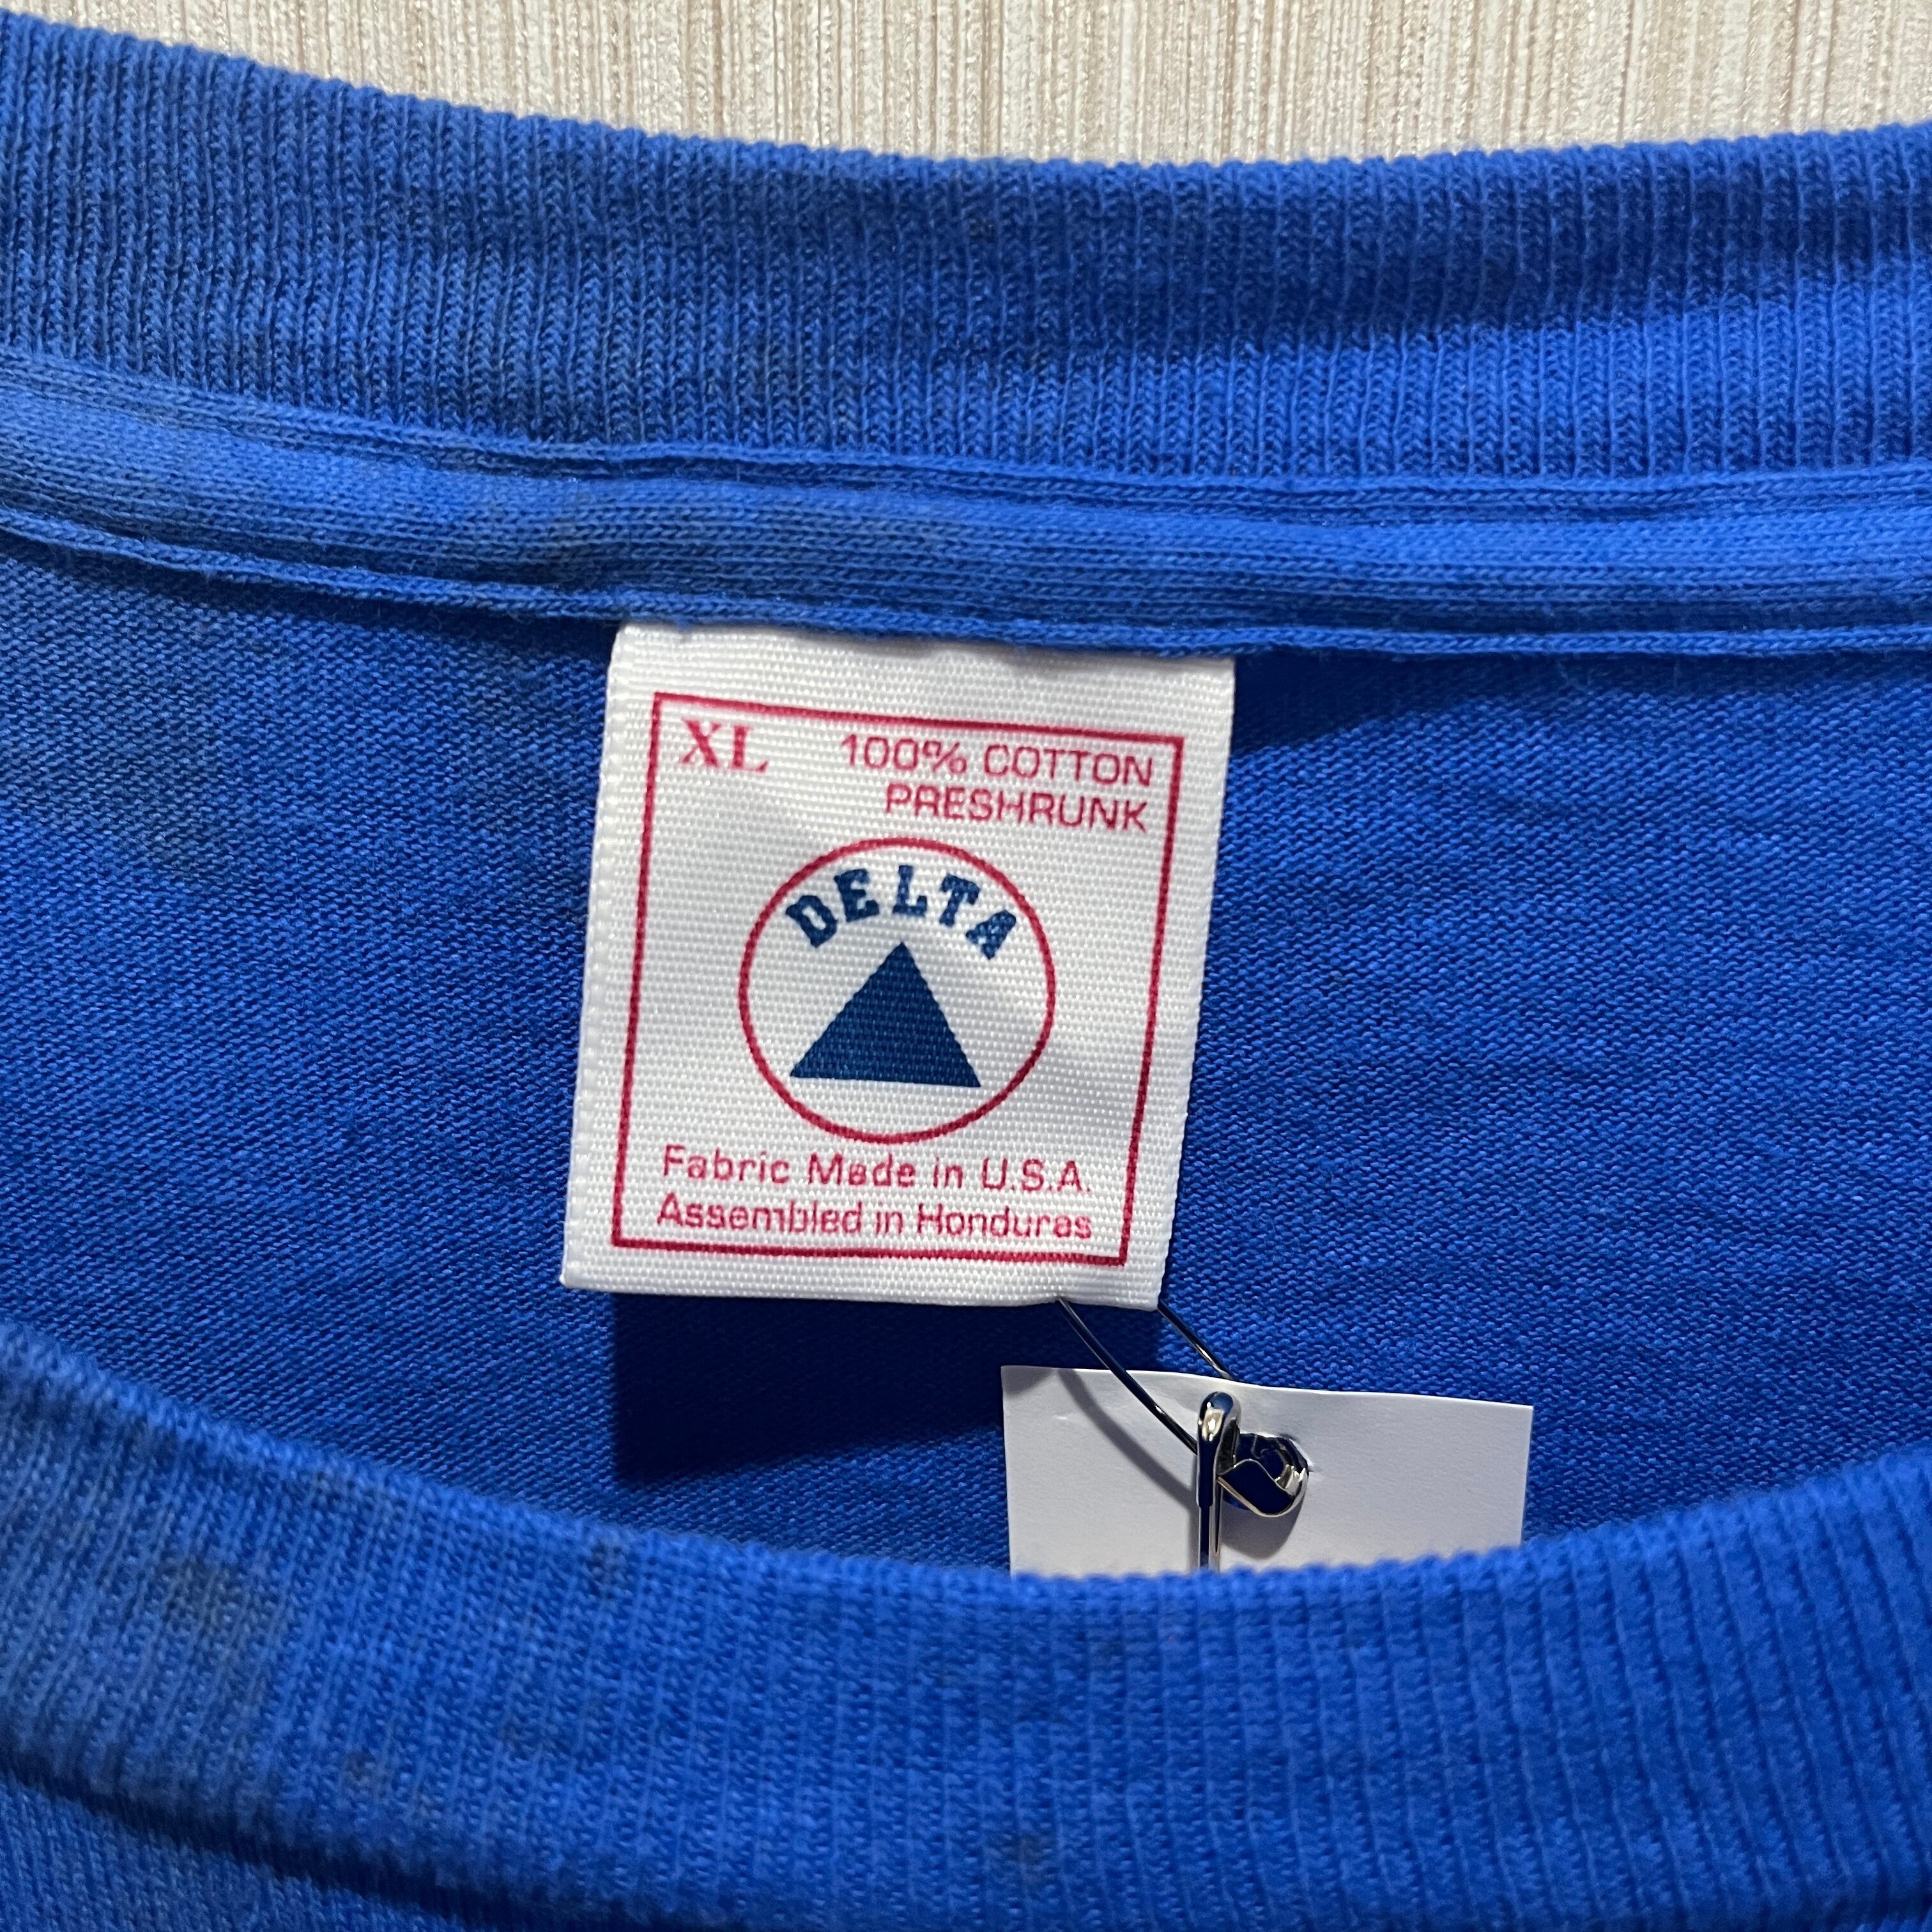 XL
100% COTTON
PRESHRUNK
DELTA
Fabric Made in U.S.A.
Assembled in Honduras